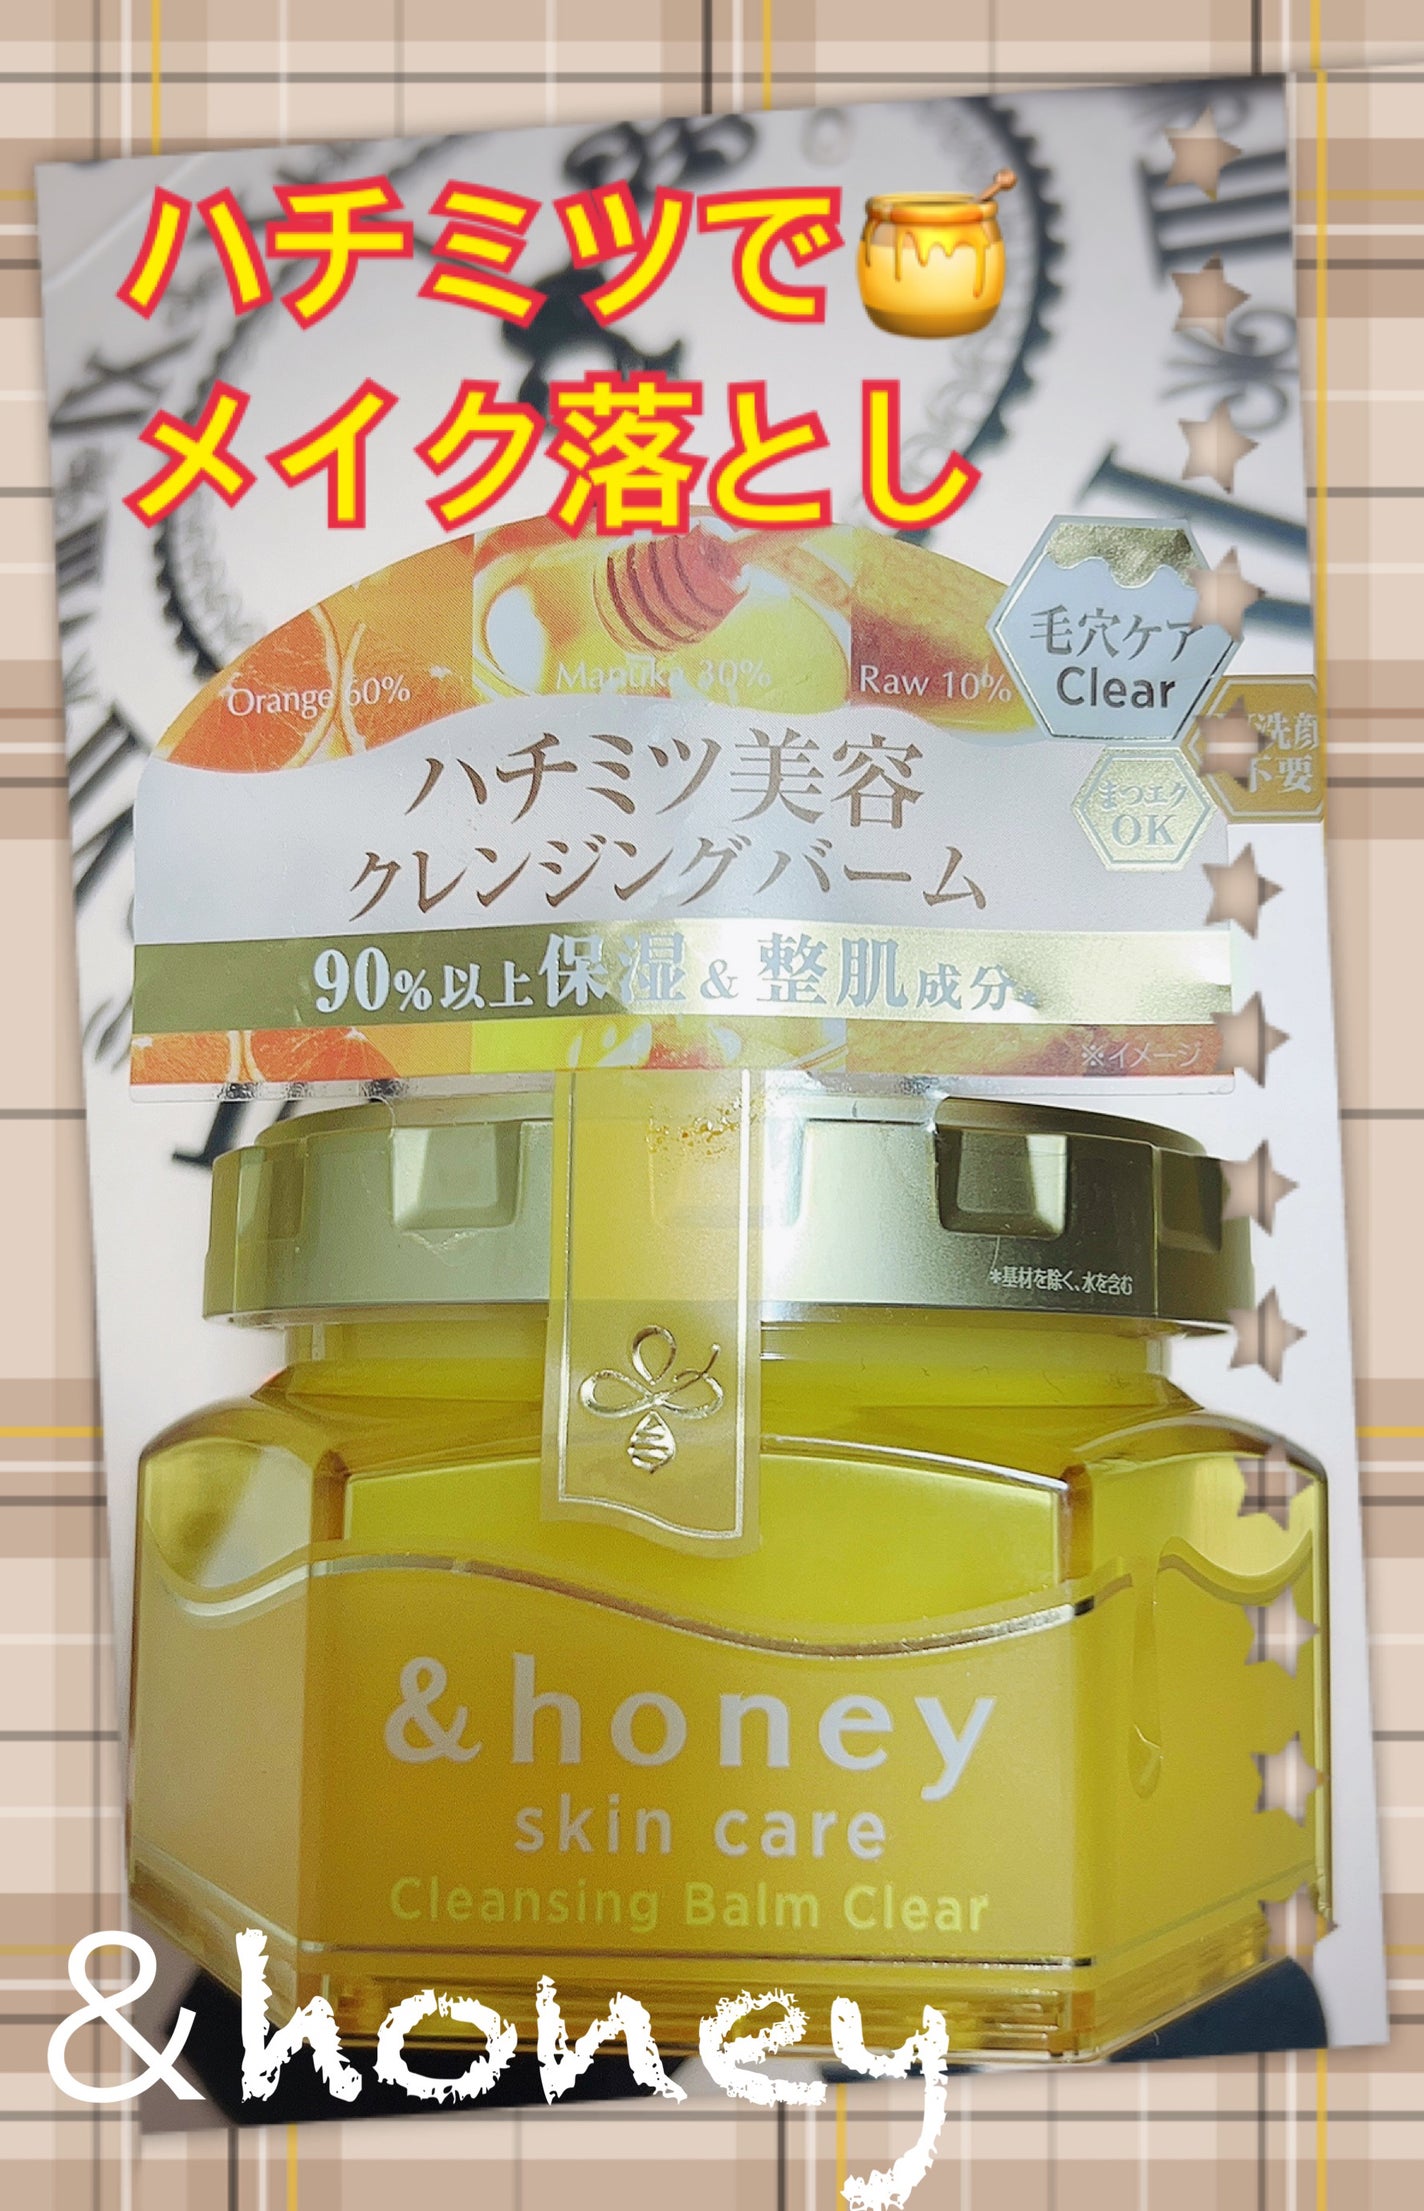 ハチミツで
メイク落とし
Orange 60%
Manuka 30%
Raw 10%
毛穴ケア
Clear
洗顔
不要
まつエク
OK
ハチミツ美容
クレンジングバーム
90%以上保湿&整肌成分
※イメージ
*基材を除く、水を含む
&honey
skin care
Cleansing Balm Clear
&honey